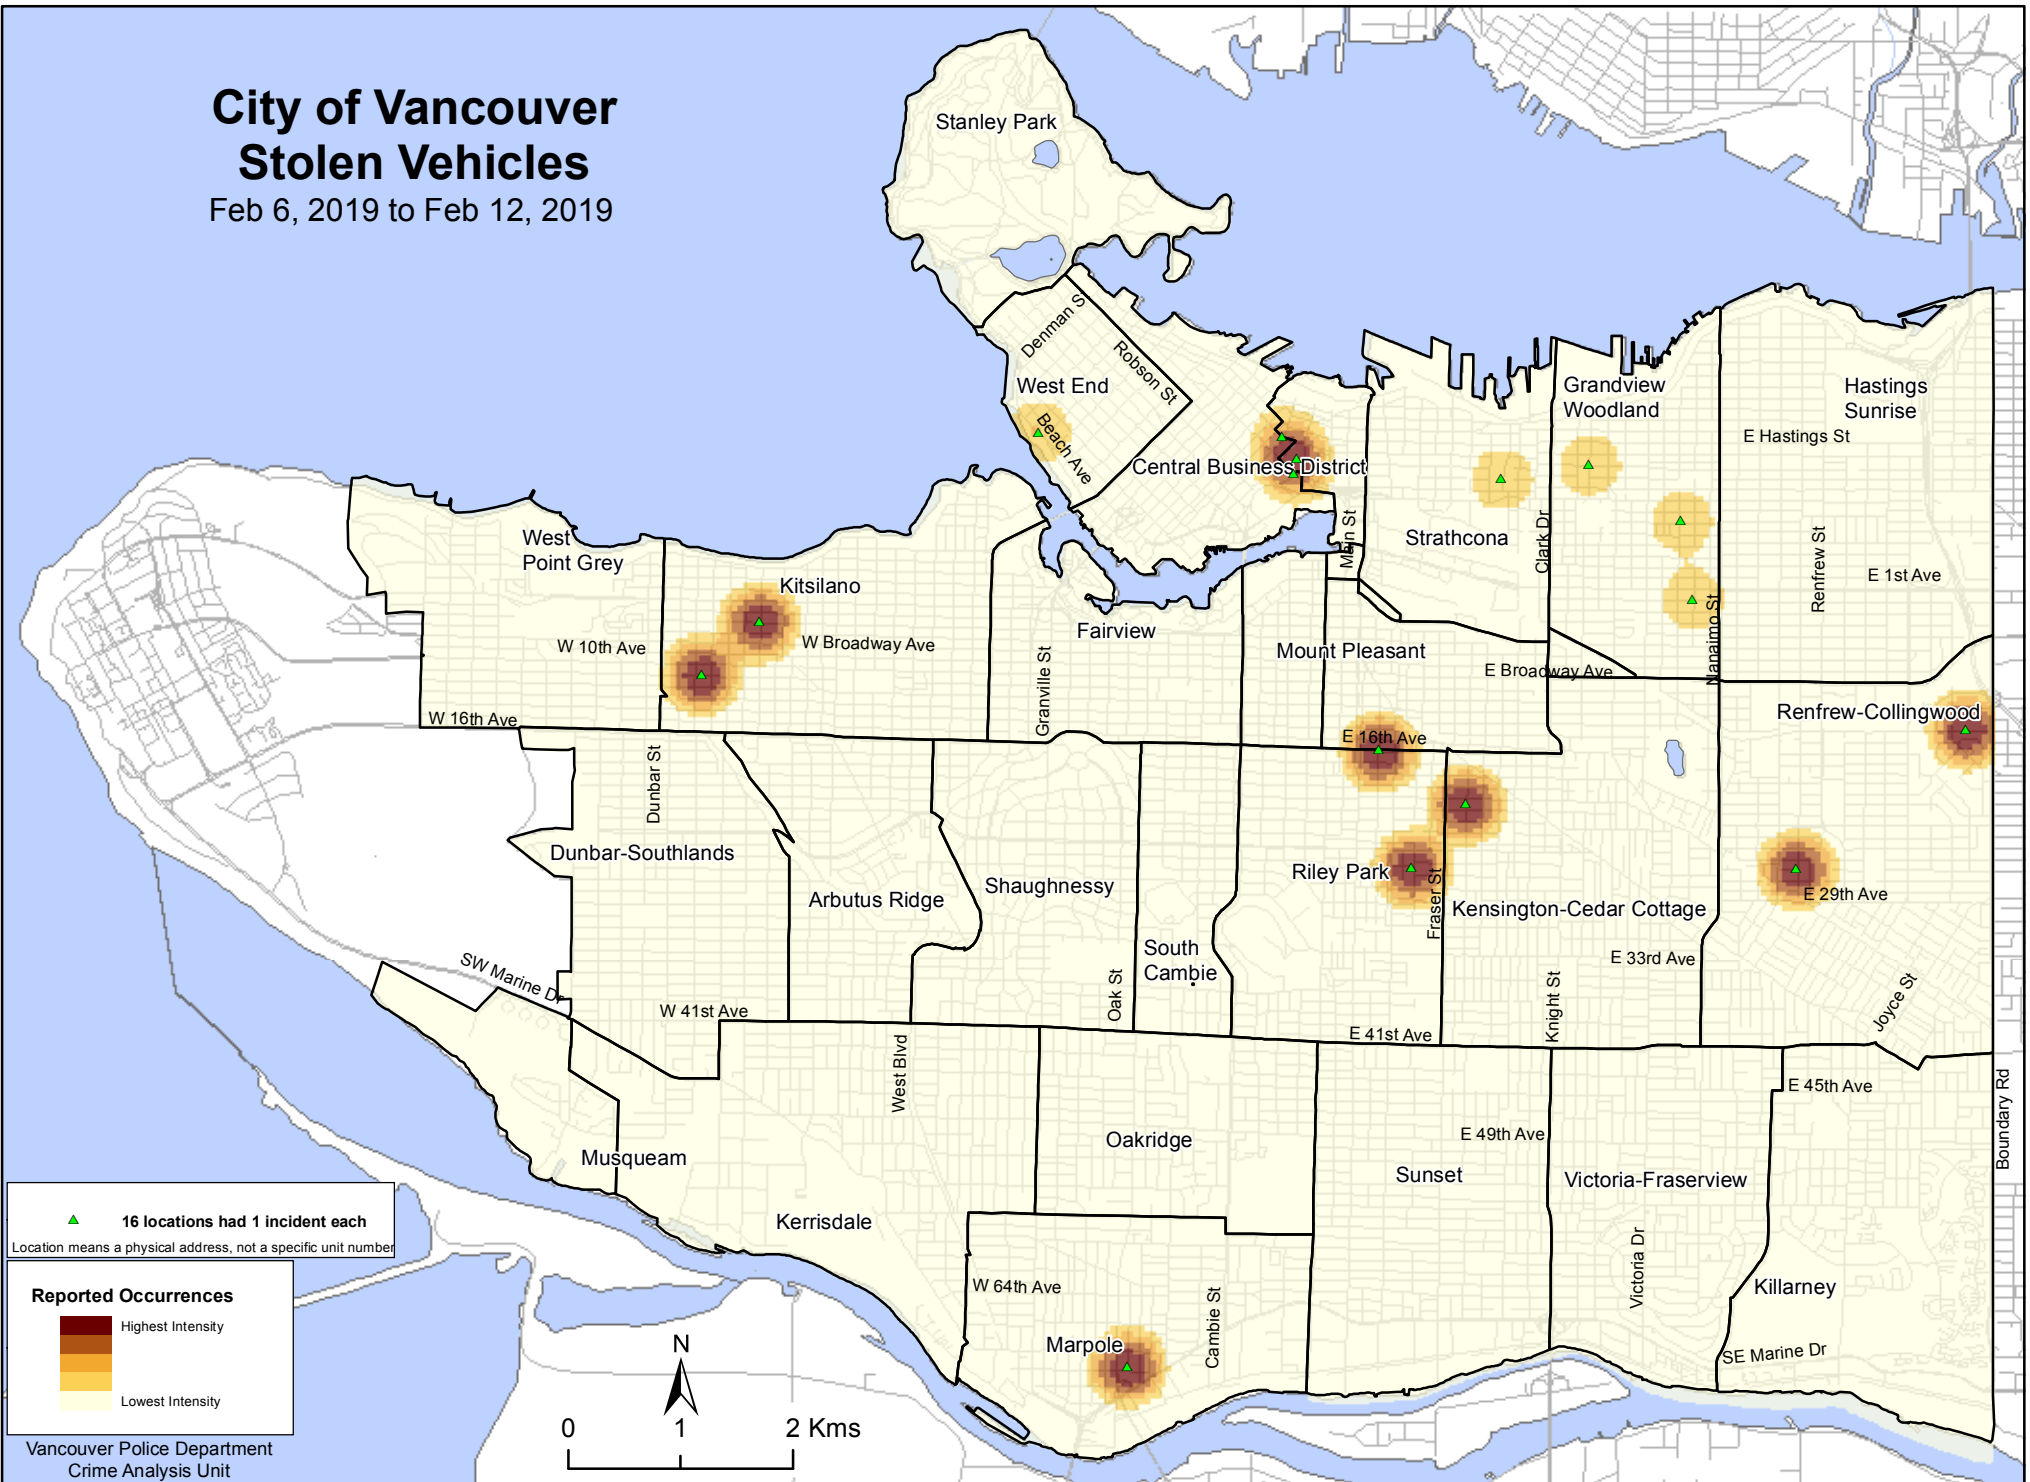 City of Vancouver
Stolen Vehicles
Feb 6, 2019 to Feb 12, 2019
Stanley Park
Denman S
Robson St
West End
Beach Ave
Central Business District
Main St
Strathcona
Clark Dr
Grandview
Woodland
Hastings
Sunrise
E Hastings St
Renfrew St
E 1st Ave
Nanaimo St
West
Point Grey
Kitsilano
W 10th Ave
W Broadway Ave
Fairview
Granville St
Mount Pleasant
E Broadway Ave
Renfrew-Collingwood
W 16th Ave
E 16th Ave
Dunbar St
Dunbar-Southlands
Arbutus Ridge
Shaughnessy
Riley Park
Fraser St
Kensington-Cedar Cottage
E 29th Ave
South
Cambie
Oak St
E 33rd Ave
Knight St
Joyce St
SW Marine Dr
W 41st Ave
E 41st Ave
West Blvd
E 45th Ave
Boundary Rd
Oakridge
E 49th Ave
Musqueam
Sunset
Victoria-Fraserview
Kerrisdale
Victoria Dr
W 64th Ave
Cambie St
Killarney
Marpole
SE Marine Dr
16 locations had 1 incident each
Location means a physical address, not a specific unit number
Reported Occurrences
Highest Intensity
Lowest Intensity
N
0 1 2 Kms
Vancouver Police Department
Crime Analysis Unit